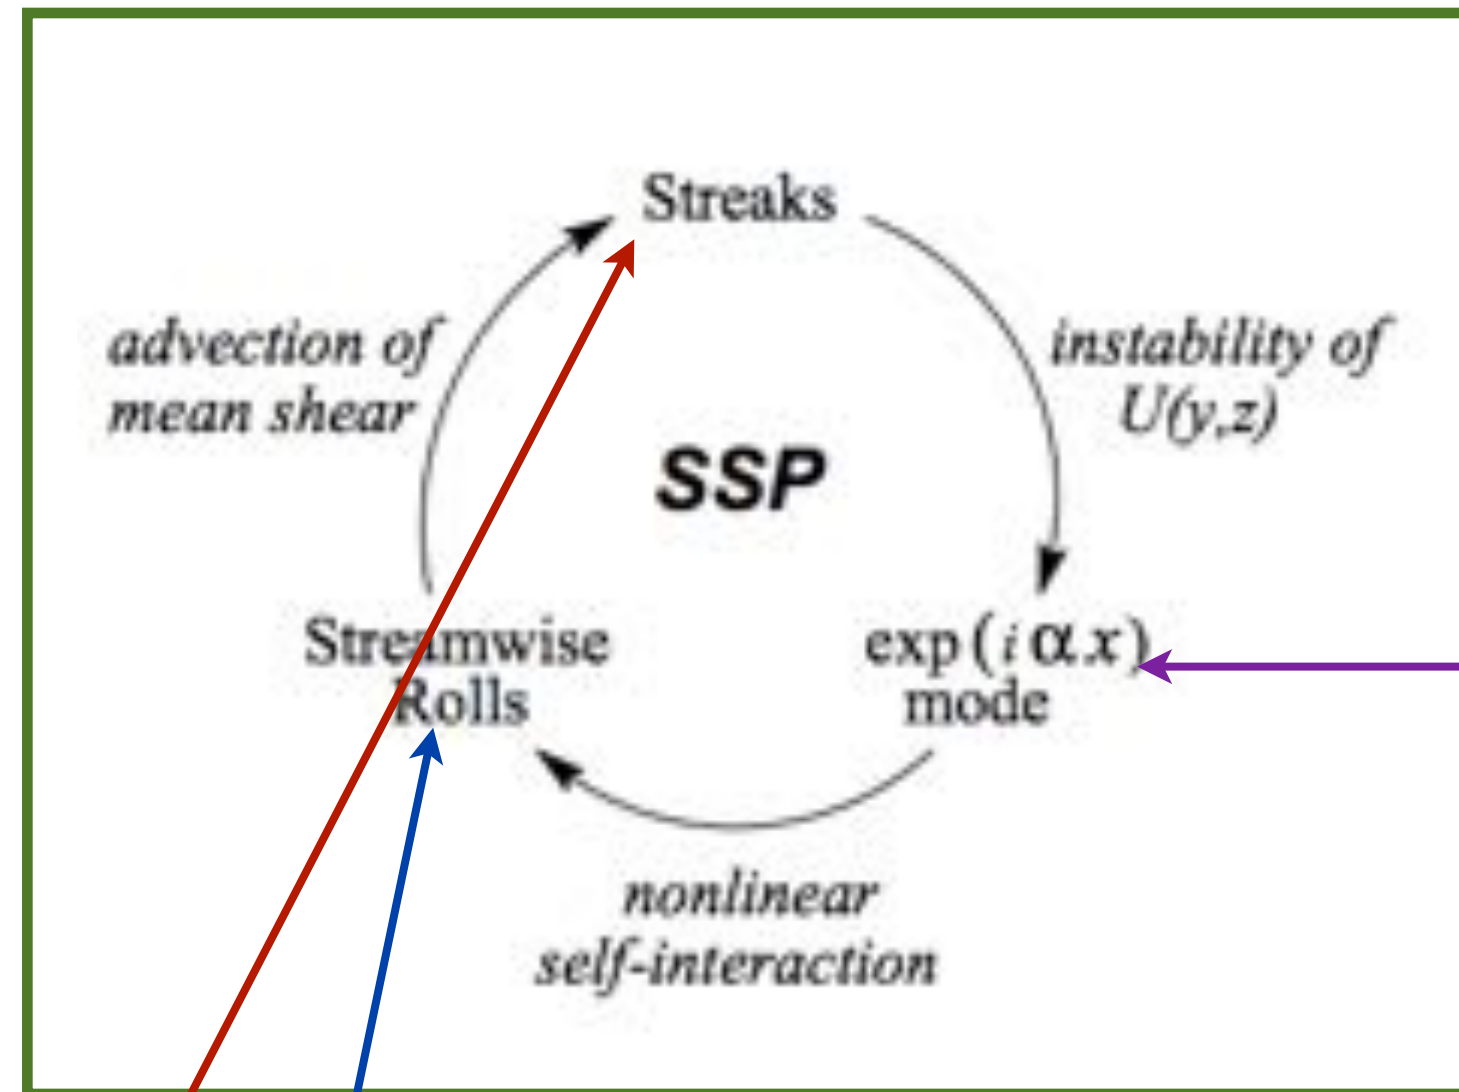 Streaks
advection of
mean shear
instability of
U(y,z)
SSP
Streamwise
Rolls
exp(iαx)
mode
nonlinear
self-interaction